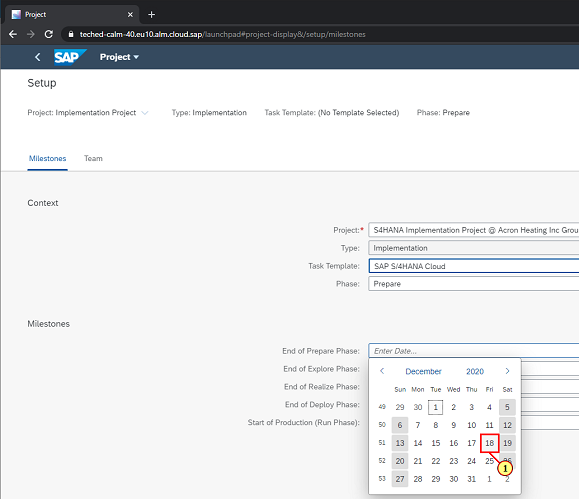 Project
teched-calm-40.eu10.alm.cloud.sap/launchpad#project-display&/setup/milestones
SAP Project
Setup
Project: Implementation Project Type: Implementation Task Template: (No Template Selected) Phase: Prepare
Milestones Team
Context
Project:* S4HANA Implementation Project @ Acron Heating Inc Grou
Type: Implementation
Task Template: SAP S/4HANA Cloud
Phase: Prepare
Milestones
End of Prepare Phase: Enter Date...
End of Explore Phase:
End of Realize Phase:
End of Deploy Phase:
Start of Production (Run Phase):
December 2020
Sun Mon Tue Wed Thu Fri Sat
49 29 30 1 2 3 4 5
50 6 7 8 9 10 11 12
51 13 14 15 16 17 18 19
52 20 21 22 23 24 25 26
1
53 27 28 29 30 31 1 2